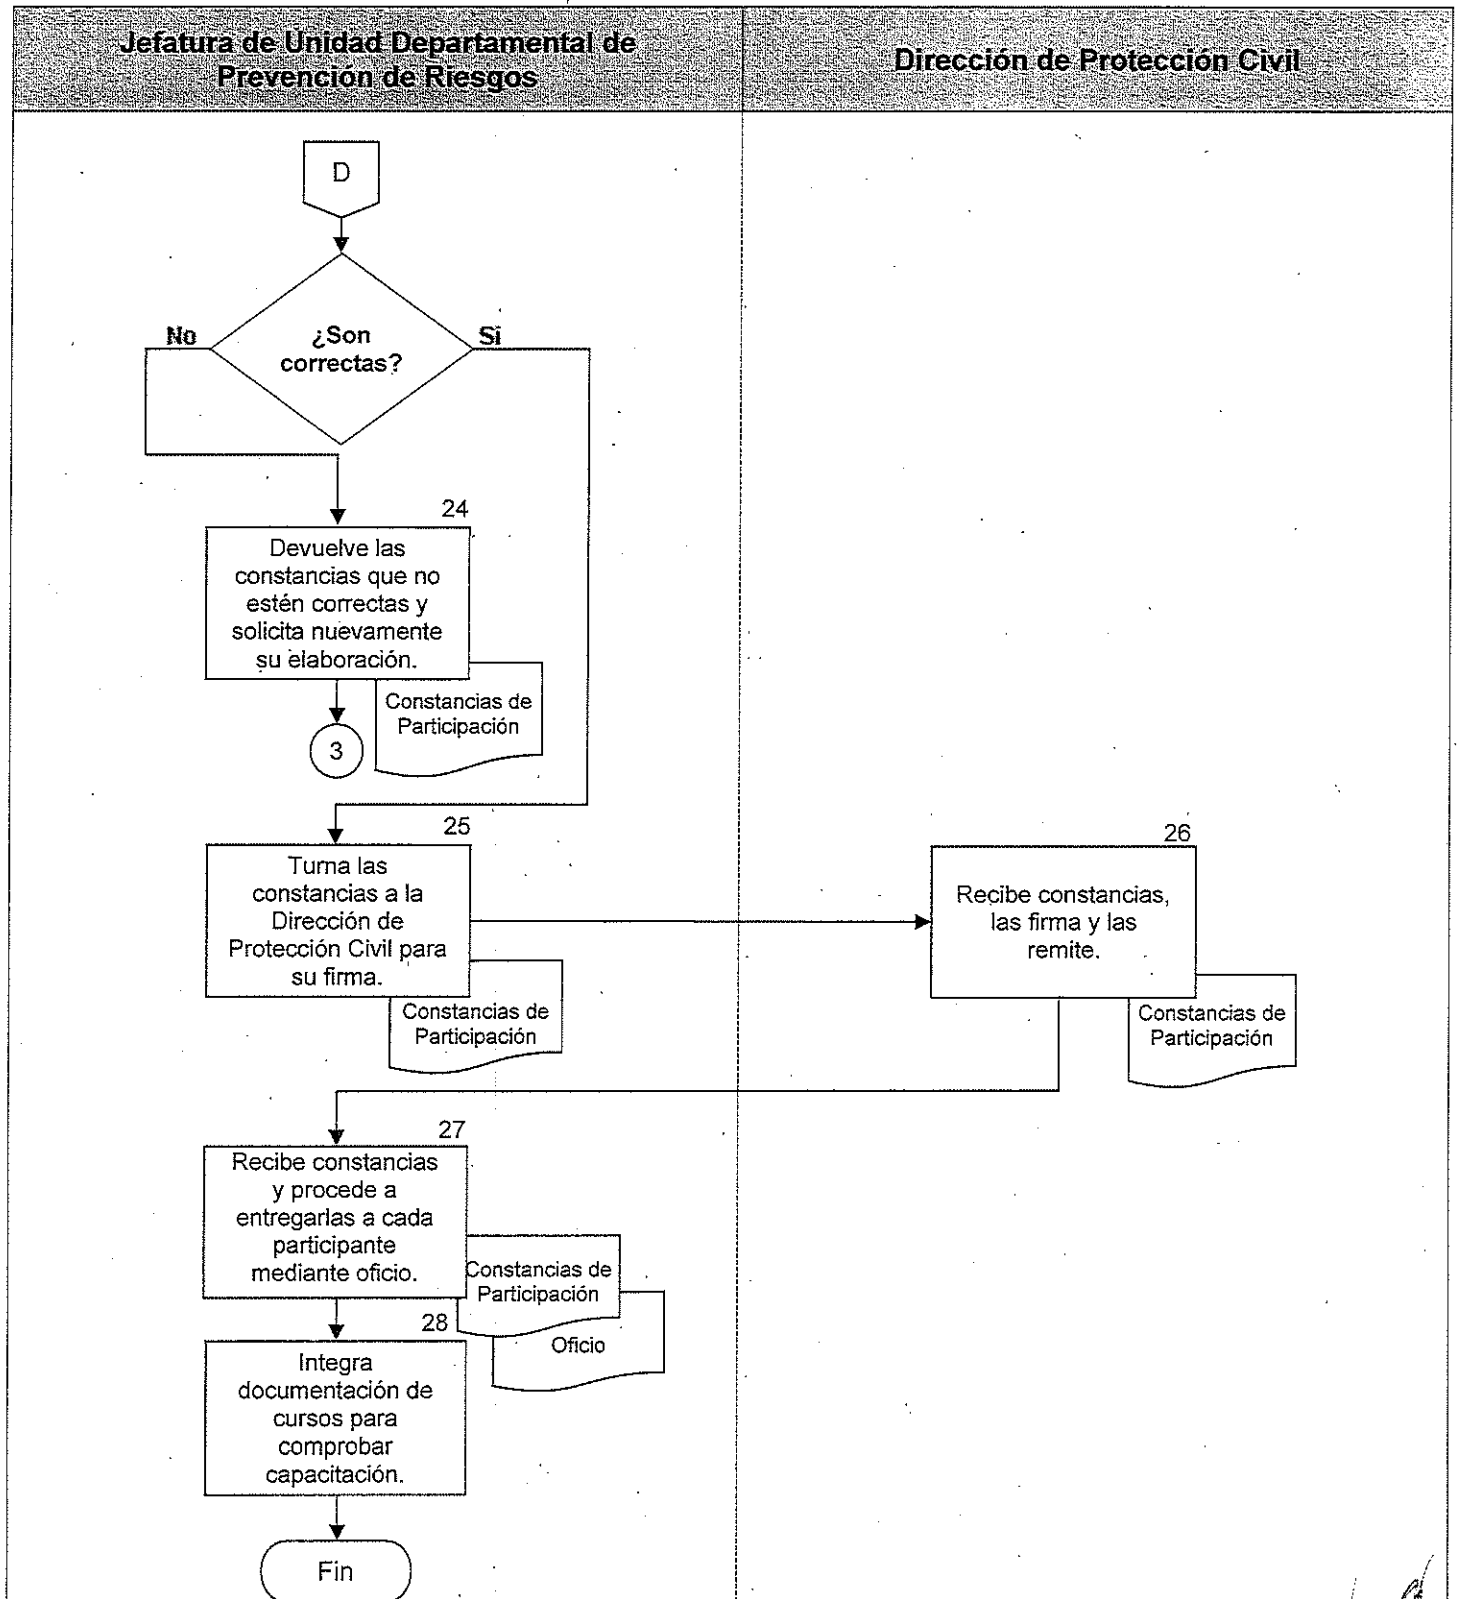 Jefatura de Unidad Departamental de
Prevención de Riesgos
Dirección de Protección Civil
D
¿Son
correctas?
No
Si
24
Devuelve las
constancias que no
estén correctas y
solicita nuevamente
su elaboración.
Constancias de
Participación
3
25
Turna las
constancias a la
Dirección de
Protección Civil para
su firma.
Constancias de
Participación
26
Recibe constancias,
las firma y las
remite.
Constancias de
Participación
27
Recibe constancias
y procede a
entregarlas a cada
participante
mediante oficio.
Constancias de
Participación
Oficio
28
Integra
documentación de
cursos para
comprobar
capacitación.
Fin